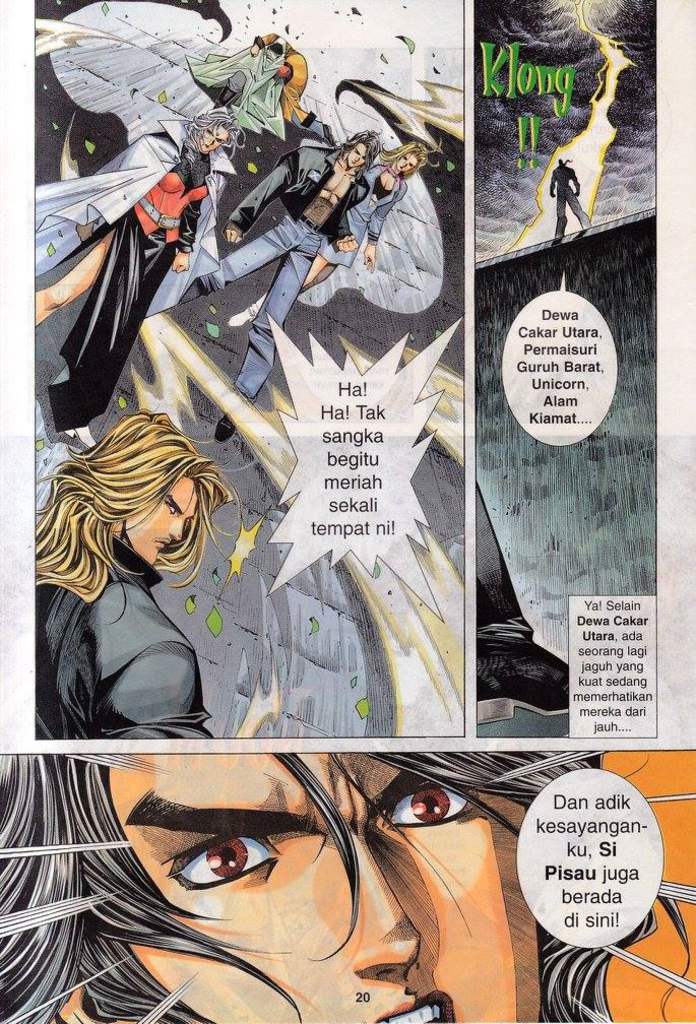 Ha!
Ha! Tak
sangka
begitu
meriah
sekali
tempat ni!
Klong
!!
Dewa
Cakar Utara,
Permaisuri
Guruh Barat,
Unicorn,
Alam
Kiamat....
Ya! Selain
Dewa Cakar
Utara, ada
seorang lagi
jaguh yang
kuat sedang
memerhatikan
mereka dari
jauh....
Dan adik
kesayangan-
ku, Si
Pisau juga
berada
di sini!
20